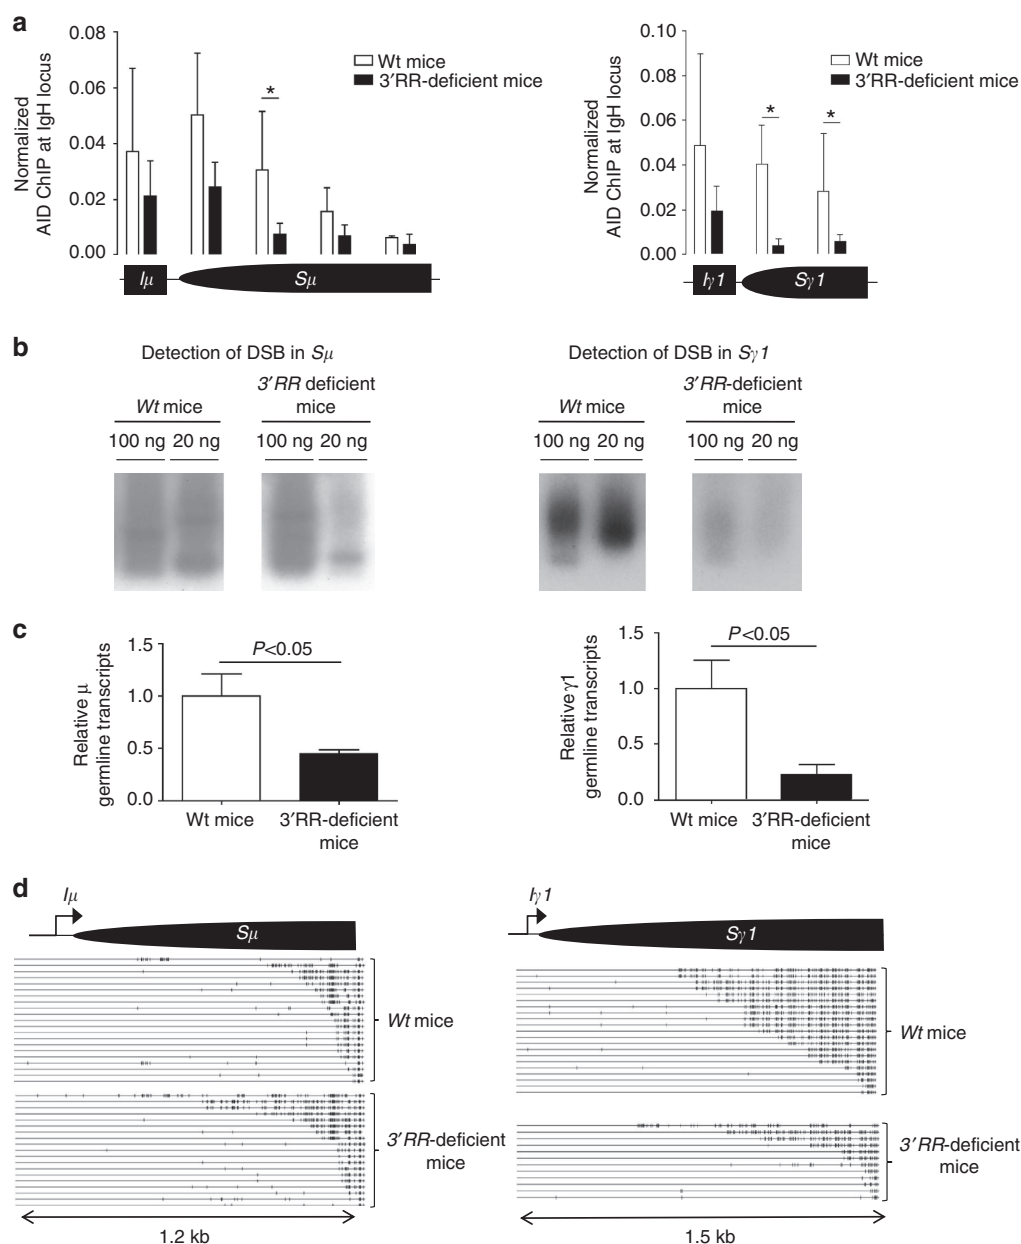 a
Normalized
AID ChIP at IgH locus
0.08
0.06
0.04
0.02
0.00
Wt mice
3′RR-deficient mice
*
Iμ
Sμ
Normalized
AID ChIP at IgH locus
0.10
0.08
0.06
0.04
0.02
0.00
Wt mice
3′RR-deficient mice
*
*
Iγ1
Sγ1
b
Detection of DSB in Sμ
Wt mice
3′RR deficient
mice
100 ng 20 ng
100 ng 20 ng
Detection of DSB in Sγ1
Wt mice
3′RR-deficient
mice
100 ng 20 ng
100 ng 20 ng
c
Relative μ
germline transcripts
1.5
1.0
0.5
0.0
P<0.05
Wt mice
3′RR-deficient
mice
Relative γ1
germline transcripts
1.5
1.0
0.5
0.0
P<0.05
Wt mice
3′RR-deficient
mice
d
Iμ
Sμ
Wt mice
3′RR-deficient
mice
1.2 kb
Iγ1
Sγ1
Wt mice
3′RR-deficient
mice
1.5 kb